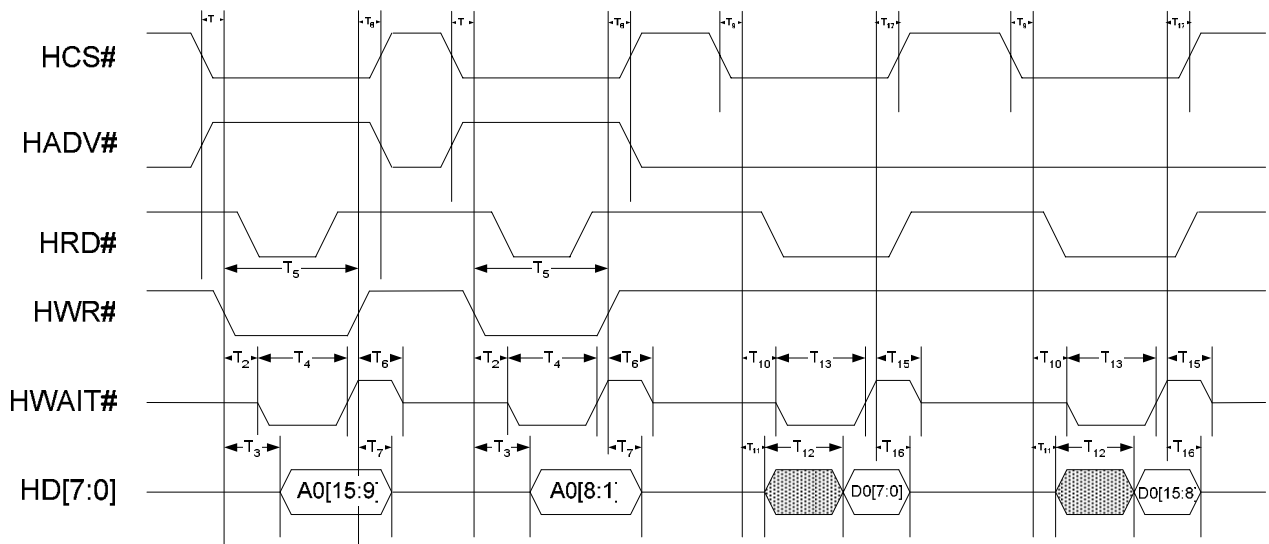 T T₈ T T₈ T₉ T₁₇ T₉ T₁₇
HCS#
HADV#
HRD#
T₅ T₅
HWR#
T₂ T₄ T₆ T₂ T₄ T₆ T₁₀ T₁₃ T₁₅ T₁₀ T₁₃ T₁₅
HWAIT#
T₃ T₇ T₃ T₇ T₁₁ T₁₂ T₁₆ T₁₁ T₁₂ T₁₆
HD[7:0] A0[15:9] A0[8:1] D0[7:0] D0[15:8]